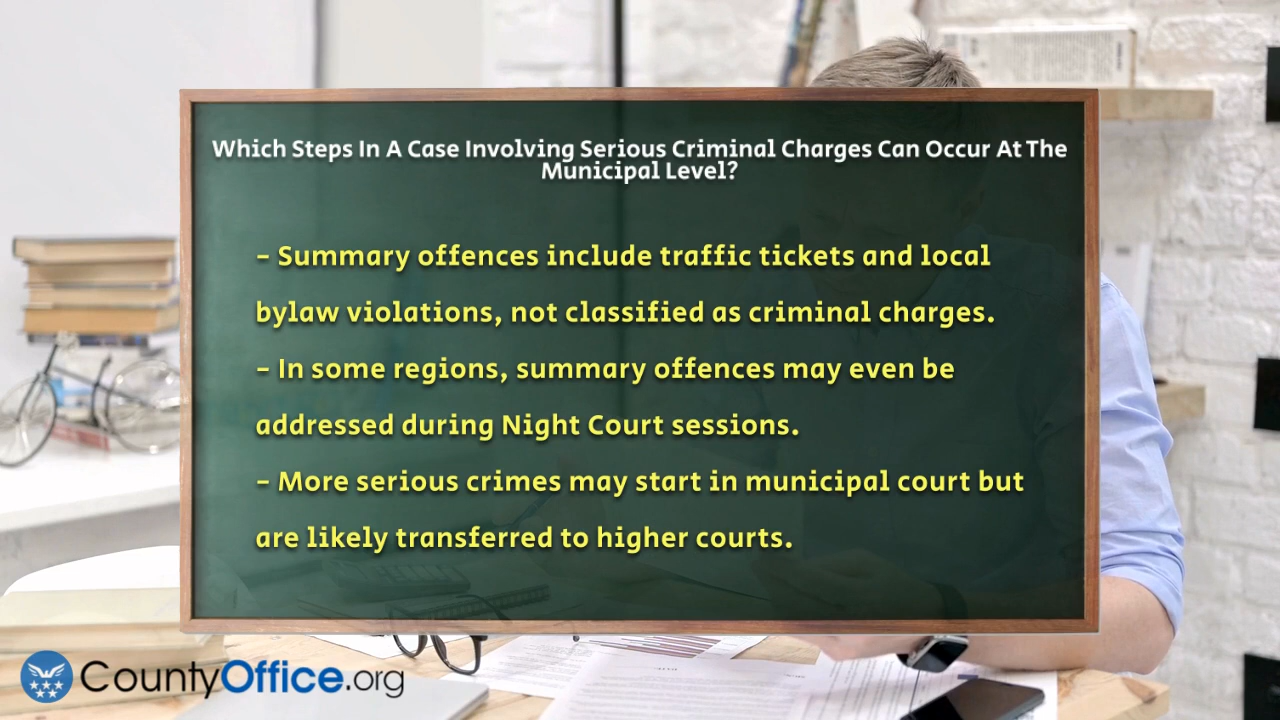 Which Steps In A Case Involving Serious Criminal Charges Can Occur At The
Municipal Level?
- Summary offences include traffic tickets and local
bylaw violations, not classified as criminal charges.
- In some regions, summary offences may even be
addressed during Night Court sessions.
- More serious crimes may start in municipal court but
are likely transferred to higher courts.
CountyOffice.org